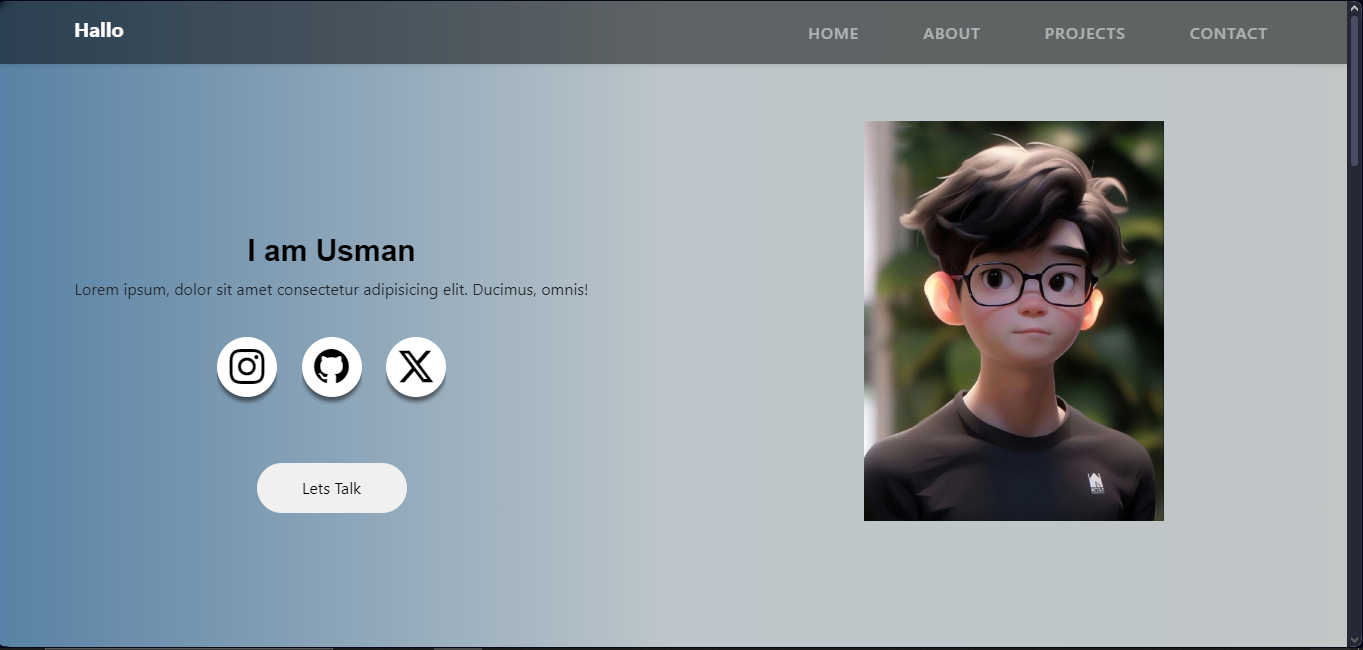 Hallo
HOME ABOUT PROJECTS CONTACT
I am Usman
Lorem ipsum, dolor sit amet consectetur adipisicing elit. Ducimus, omnis!
Lets Talk